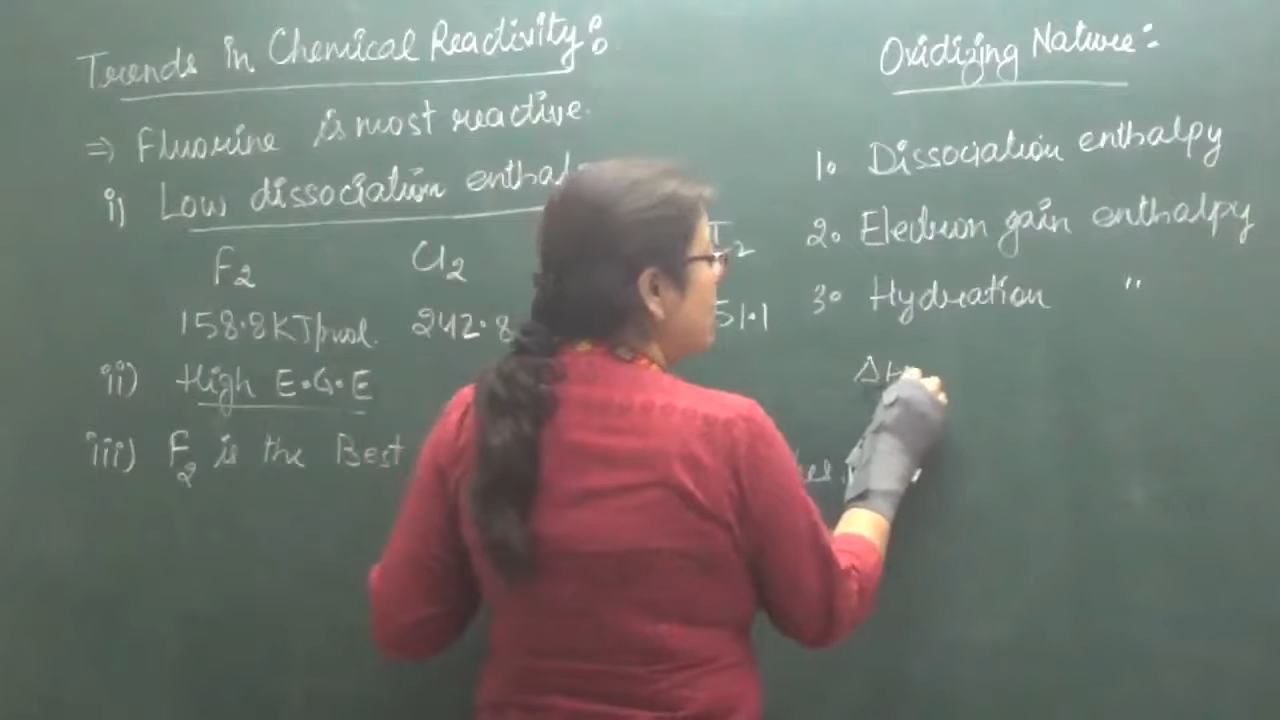 Trends in Chemical Reactivity:
⇒ Fluorine is most reactive.
i) Low dissociation
F2 Cl2 I2
158.8 KJ/mol. 242.8 51.1
ii) High E.G.E
iii) F2 is the Best
Oxidizing Nature:-
1. Dissociation enthalpy
2. Electron gain enthalpy
3. Hydration "
ΔH